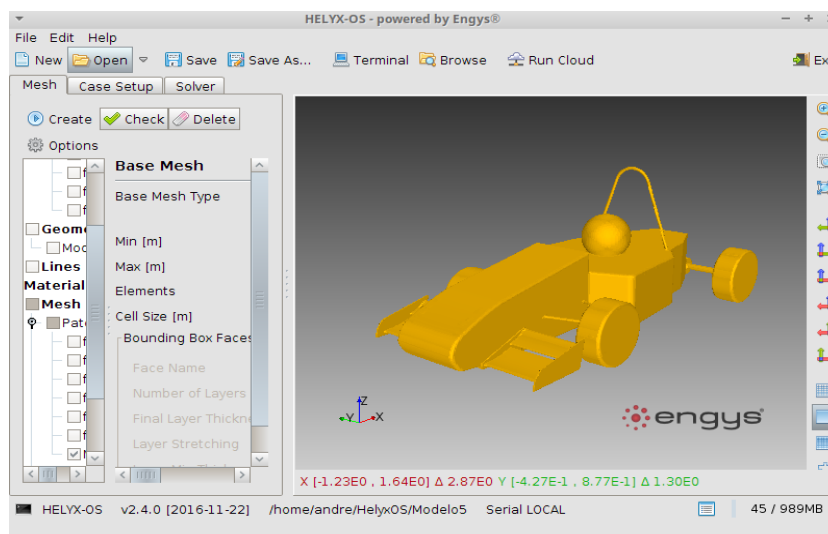 HELYX-OS - powered by Engys®
File Edit Help
New Open Save Save As... Terminal Browse Run Cloud Ex
Mesh Case Setup Solver
Create Check Delete
Options
Base Mesh
Base Mesh Type
Geom
Moc
Min [m]
Lines
Max [m]
Material
Elements
Mesh
Cell Size [m]
Pat
Bounding Box Faces
Face Name
Number of Layers
Final Layer Thickne
Layer Stretching
Z
Y X
engys
X [-1.23E0 , 1.64E0] Δ 2.87E0 Y [-4.27E-1 , 8.77E-1] Δ 1.30E0
HELYX-OS v2.4.0 [2016-11-22] /home/andre/HelyxOS/Modelo5 Serial LOCAL 45 / 989MB